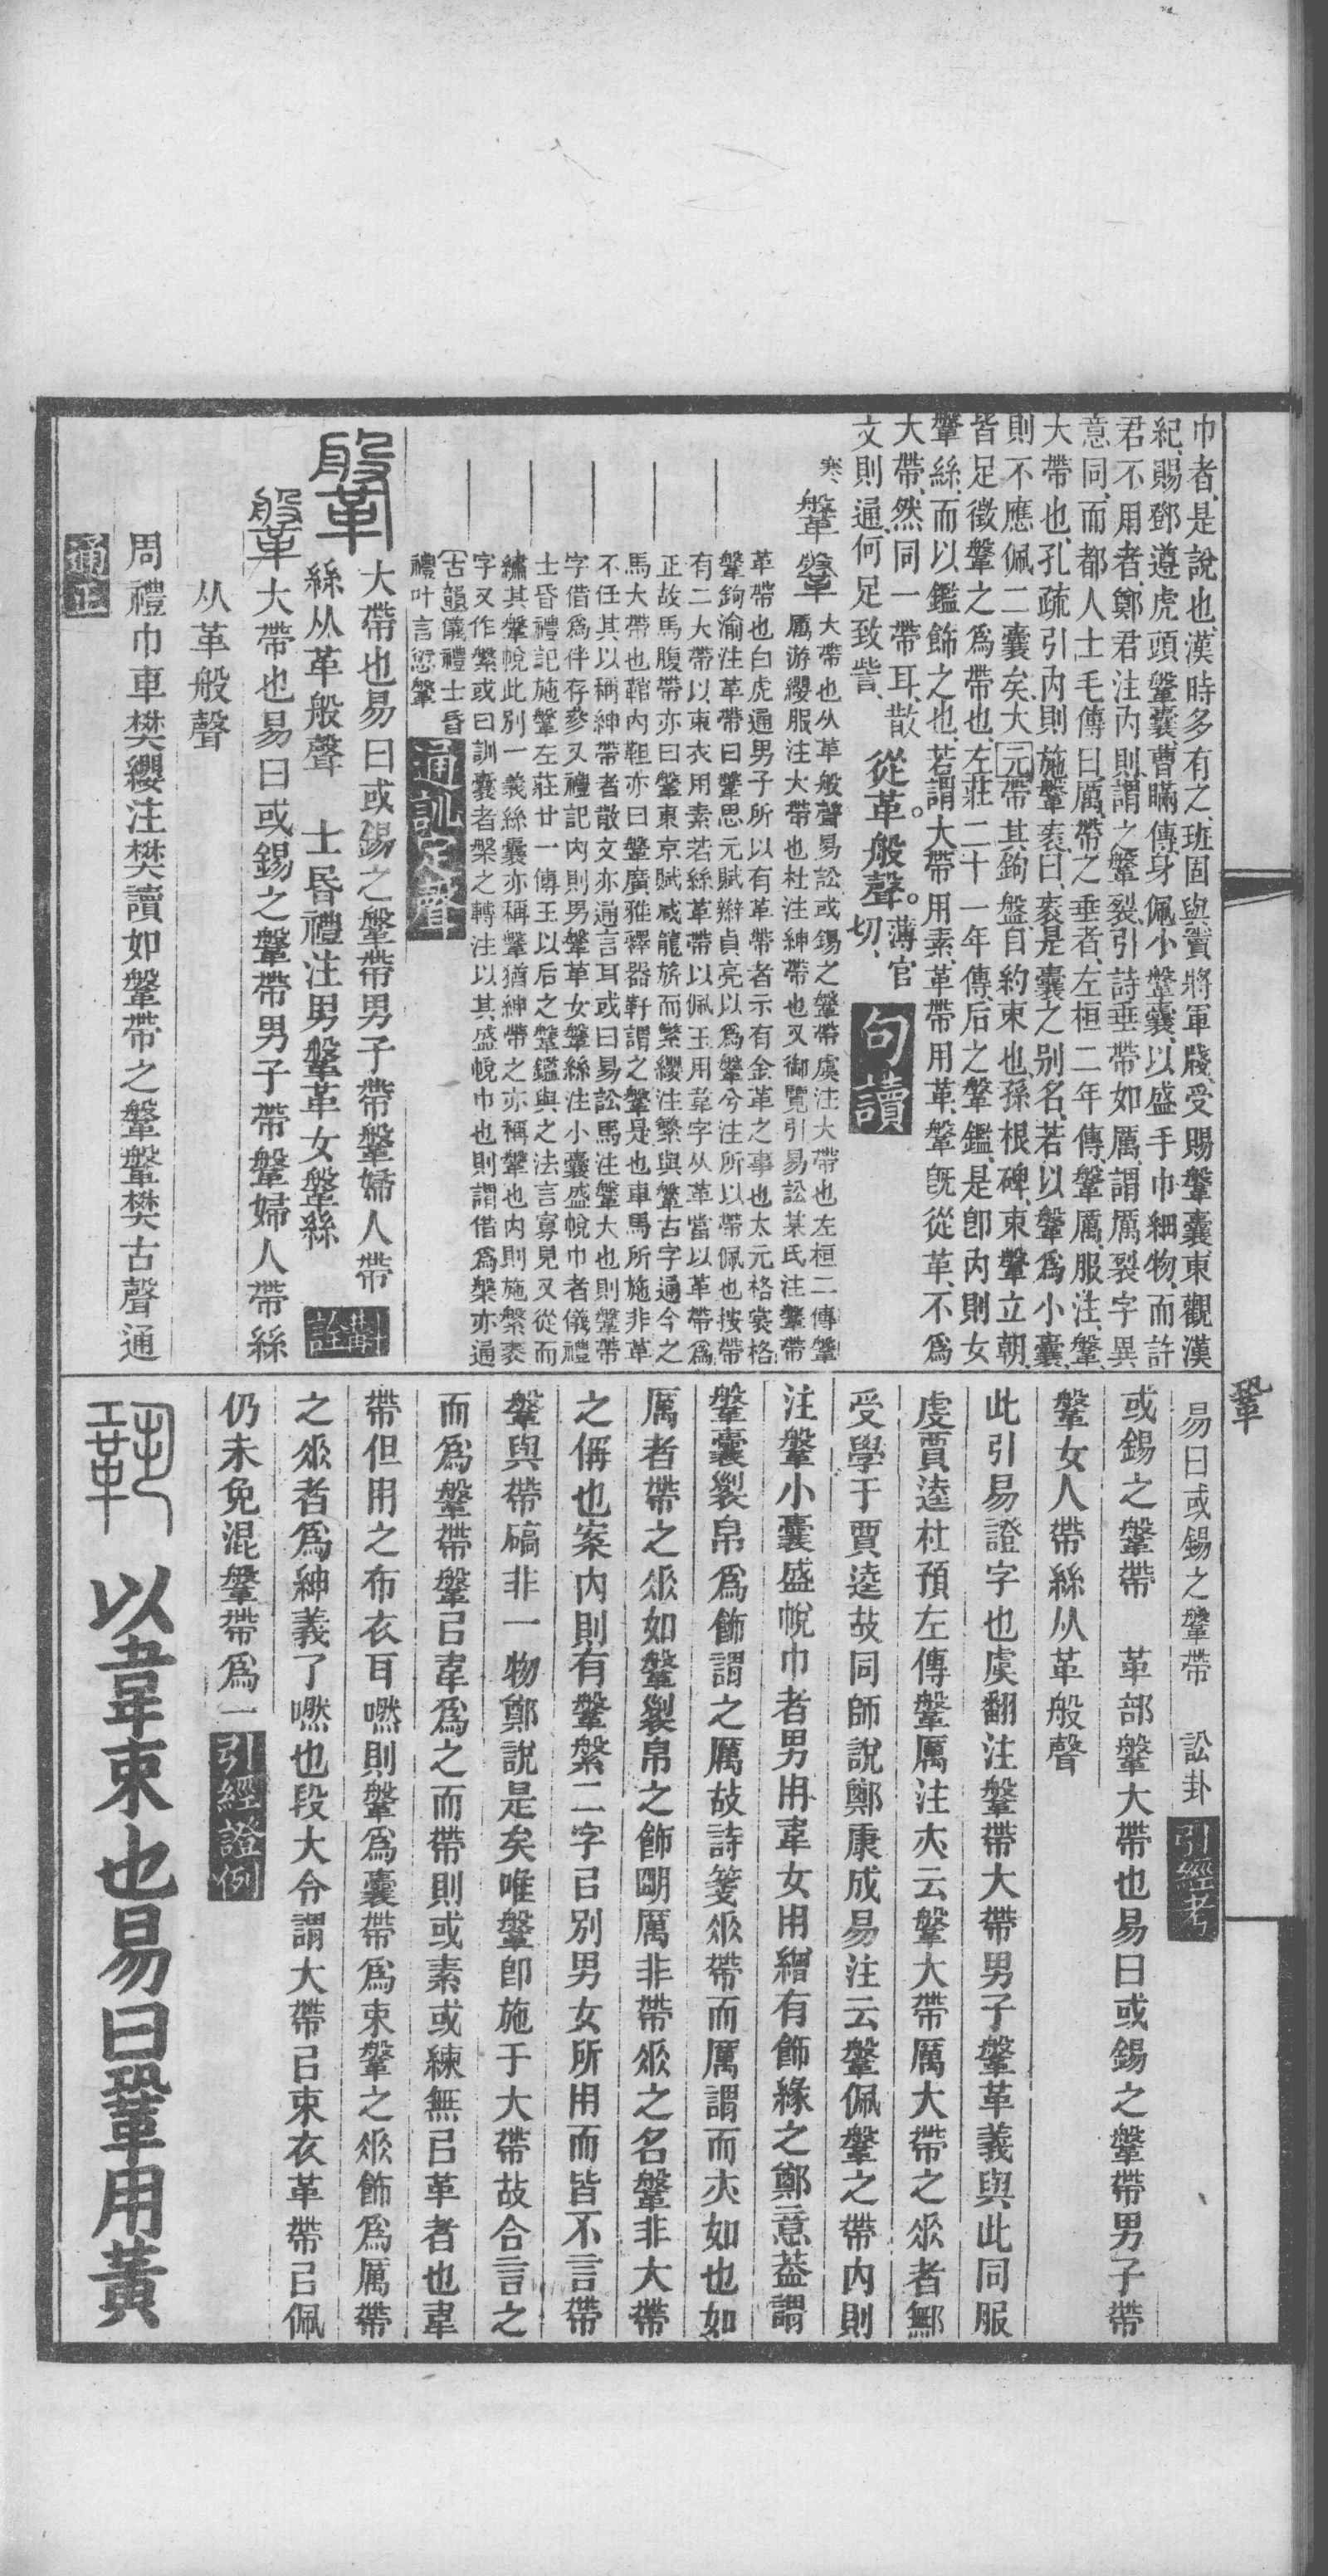 巾者、是說也、漢時多有之、班固與竇將軍牋、受賜鞶囊、東觀漢
紀、賜鄧遵虎頭鞶囊、曹瞞傳、身佩小鞶囊、以盛手巾細物、而許
君不用者、鄭君注內則、謂之鞶裂、引詩垂帶如厲、謂厲裂字異
意同、而都人士毛傳曰、厲、帶之垂者、左桓二年傳、鞶厲、服注、鞶、
大帶也、孔疏引內則、施鞶袠、曰、袠是囊之別名、若以鞶爲小囊、
則不應佩二囊矣、大元、帶其鉤鞶、自約束也、孫根碑、束鞶立朝、
皆足徵鞶之爲帶也、左莊二十一年傳、后之鞶鑑、是卽內則女
鞶絲、而以鑑飾之也、若謂大帶用素、革帶用革、鞶旣從革、不爲
大帶、然同一帶耳、散
文則通、何足致訾、
從革。般聲。
薄官
切、
句讀
寒
鞶 鞶
大帶也从革般聲易訟或錫之鞶帶虞注大帶也左桓二傳鞶
厲游纓服注大帶也杜注紳帶也又御覽引易訟某氏注鞶帶
革帶也白虎通男子所以有革帶者示有金革之事也太元格裳格
鞶鉤渝注革帶曰鞶思元賦辮貞亮以爲鞶兮注所以帶佩也按帶
有二大帶以束衣用素若絲革帶以佩玉用韋字从革當以革帶爲
正故馬腹帶亦曰鞶東京賦咸龍旂而繁纓注繁與鞶古字通今之
馬大帶也鞙內靼亦曰鞶廣雅釋器靬謂之鞶是也車馬所施非革
不任其以稱紳帶者散文亦通言耳或曰易訟馬注鞶大也則鞶帶
字借爲伴存參又禮記內則男鞶革女鞶絲注小囊盛帨巾者儀禮
士昏禮記施鞶左莊廿一傳王以后之鞶鑑與之法言寡見又從而
繡其鞶帨此別一義絲囊亦稱鞶猶紳帶之亦稱鞶也內則施縏袠
字又作縏或曰訓囊者槃之轉注以其盛帨巾也則謂借爲槃亦通
古韻儀禮士昏
禮叶言愆鞶
通訓定聲
鞶
大帶也易曰或錫之鞶帶男子帶鞶婦人帶
絲从革般聲 士昏禮注男鞶革女鞶絲
鞶大帶也易曰或錫之鞶帶男子帶鞶婦人帶絲
从革般聲
周禮巾車樊纓注樊讀如鞶帶之鞶鞶樊古聲通
通正
鞏
易曰或錫之鞶帶 訟卦
引經考
或錫之鞶帶 革部鞶大帶也易曰或錫之鞶帶男子帶
鞶女人帶絲从革般聲
此引易證字也虞翻注鞶帶大帶男子鞶革義與此同服
虔賈逵杜預左傳鞶厲注夾云鞶大帶厲大帶之𠂹者鄦
受學于賈逵故同師說鄭康成易注云鞶佩鞶之帶內則
注鞶小囊盛帨巾者男用韋女用繒有飾緣之鄭意葢謂
鞶囊製帛爲飾謂之厲故詩箋𠂹帶而厲謂而夾如也如
厲者帶之𠂹如鞶製帛之飾朙厲非帶𠂹之名鞶非大帶
之偁也案內則有鞶縏二字㠯別男女所用而皆不言帶
鞶與帶碻非一物鄭說是矣唯鞶卽施于大帶故合言之
而爲鞶帶鞶㠯韋爲之而帶則或素或練無㠯革者也韋
帶但用之布衣耳嘫則鞶爲囊帶爲束鞶之𠂹飾爲厲帶
之𠂹者爲紳義了嘫也段大令謂大帶㠯束衣革帶㠯佩
仍未免混鞶帶爲一
引經證例
以韋束也易曰鞏用黃